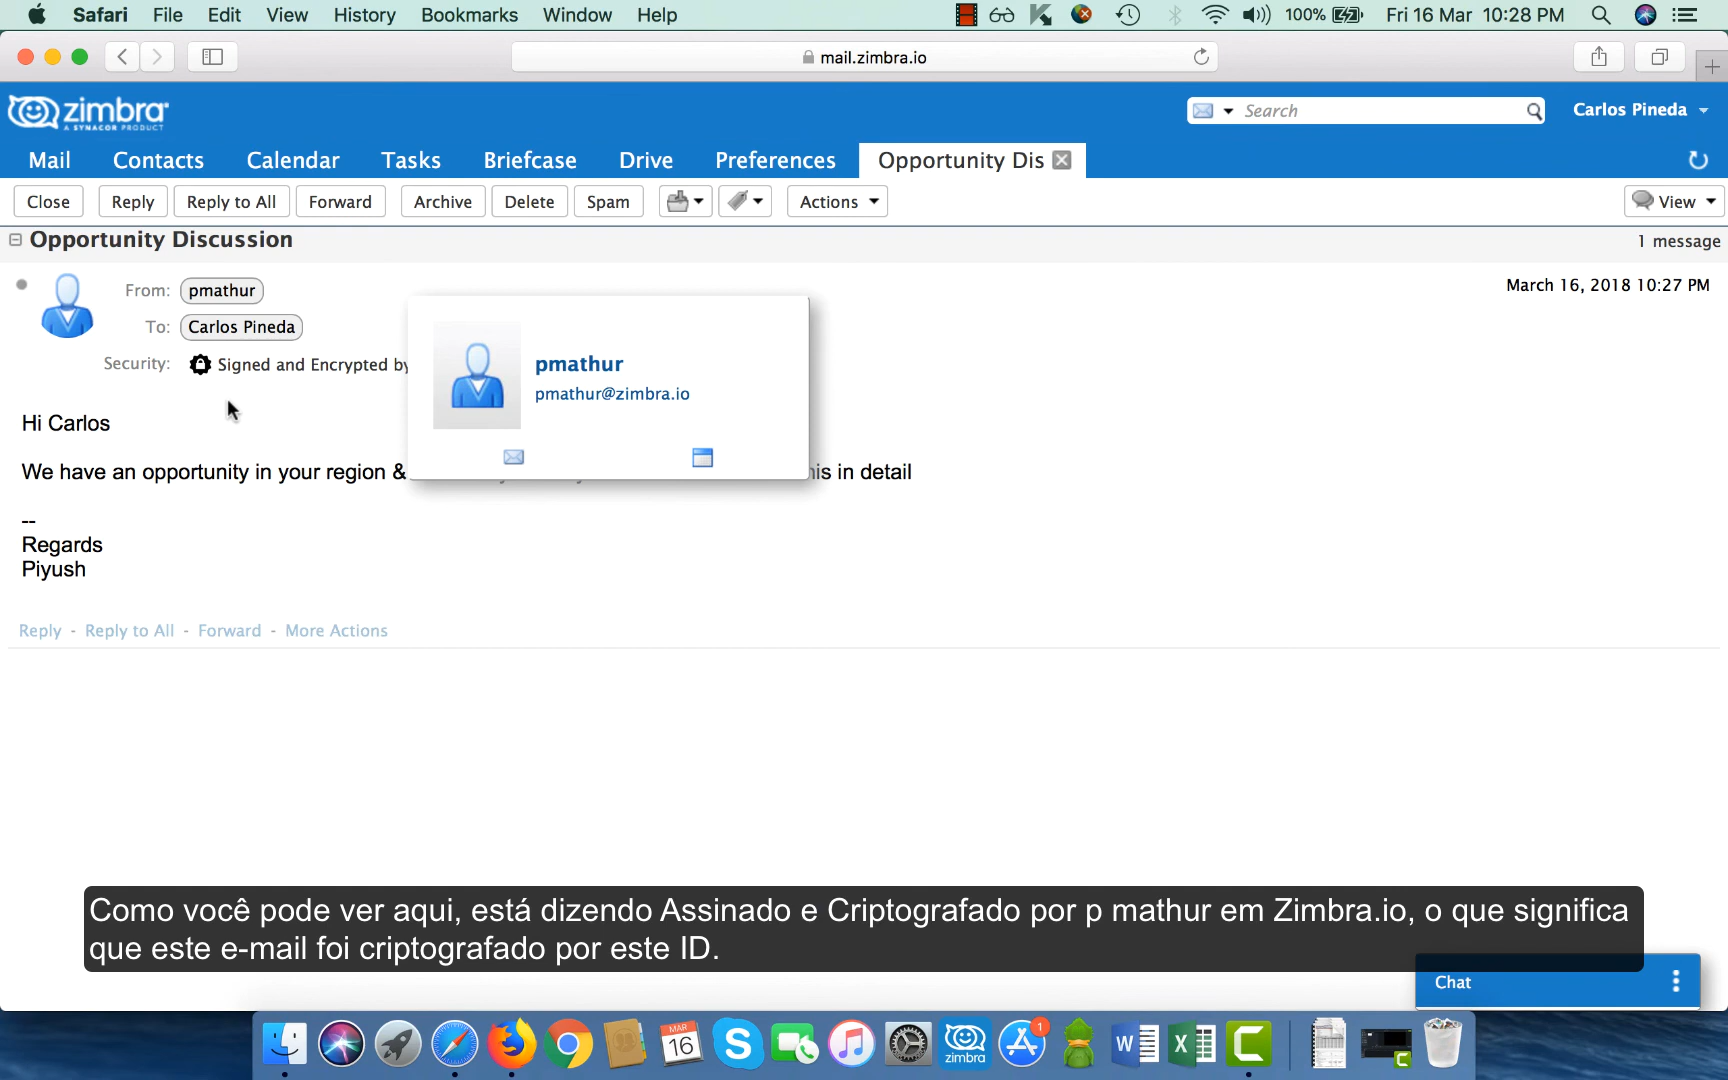 Safari File Edit View History Bookmarks Window Help 100% Fri 16 Mar 10:28 PM
mail.zimbra.io
zimbra
A SYNACOR PRODUCT
Search
Carlos Pineda
Mail Contacts Calendar Tasks Briefcase Drive Preferences Opportunity Dis
Close Reply Reply to All Forward Archive Delete Spam Actions View
Opportunity Discussion
1 message
From: pmathur
March 16, 2018 10:27 PM
To: Carlos Pineda
Security: Signed and Encrypted by
pmathur
pmathur@zimbra.io
Hi Carlos
We have an opportunity in your region & is in detail
--
Regards
Piyush
Reply - Reply to All - Forward - More Actions
Como você pode ver aqui, está dizendo Assinado e Criptografado por p mathur em Zimbra.io, o que significa
que este e-mail foi criptografado por este ID.
Chat
MAR
16
zimbra
1